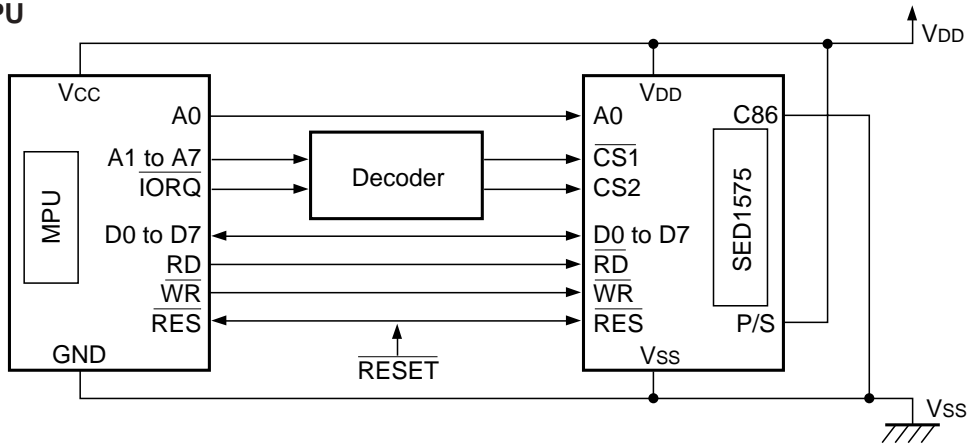 PU
VDD
VCC
VDD
A0
A0
C86
A1 to A7
Decoder
CS1
IORQ
CS2
MPU
SED1575
D0 to D7
D0 to D7
RD
RD
WR
WR
RES
RES
P/S
GND
RESET
VSS
VSS